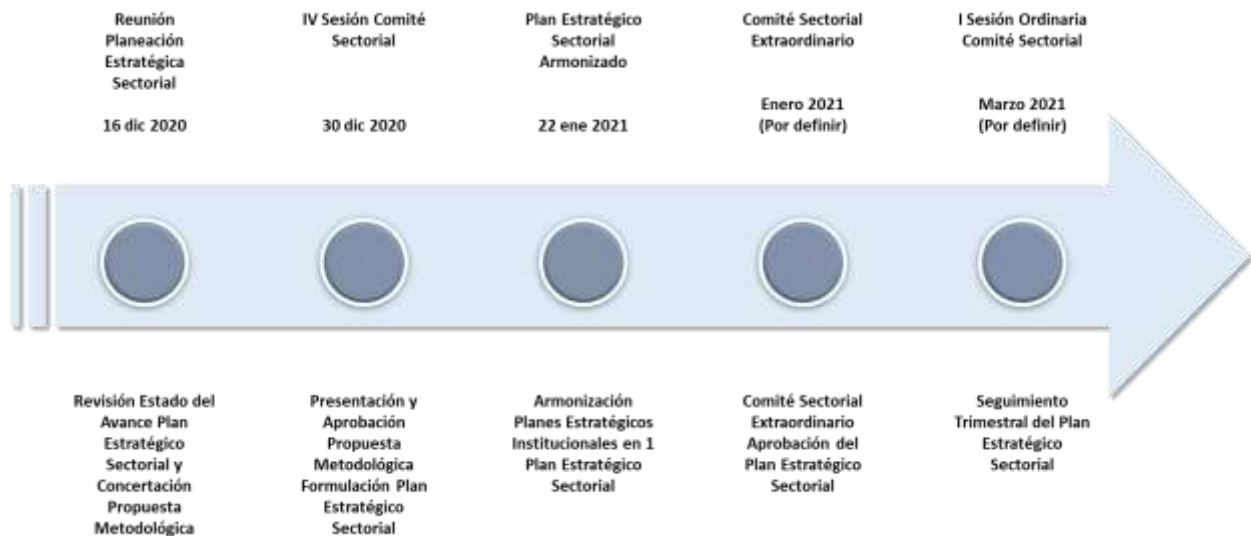 Reunión
Planeación
Estratégica
Sectorial
16 dic 2020
IV Sesión Comité
Sectorial
30 dic 2020
Plan Estratégico
Sectorial
Armonizado
22 ene 2021
Comité Sectorial
Extraordinario
Enero 2021
(Por definir)
I Sesión Ordinaria
Comité Sectorial
Marzo 2021
(Por definir)
Revisión Estado del
Avance Plan
Estratégico
Sectorial y
Concertación
Propuesta
Metodológica
Presentación y
Aprobación
Propuesta
Metodológica
Formulación Plan
Estratégico
Sectorial
Armonización
Planes Estratégicos
Institucionales en 1
Plan Estratégico
Sectorial
Comité Sectorial
Extraordinario
Aprobación del
Plan Estratégico
Sectorial
Seguimiento
Trimestral del Plan
Estratégico
Sectorial